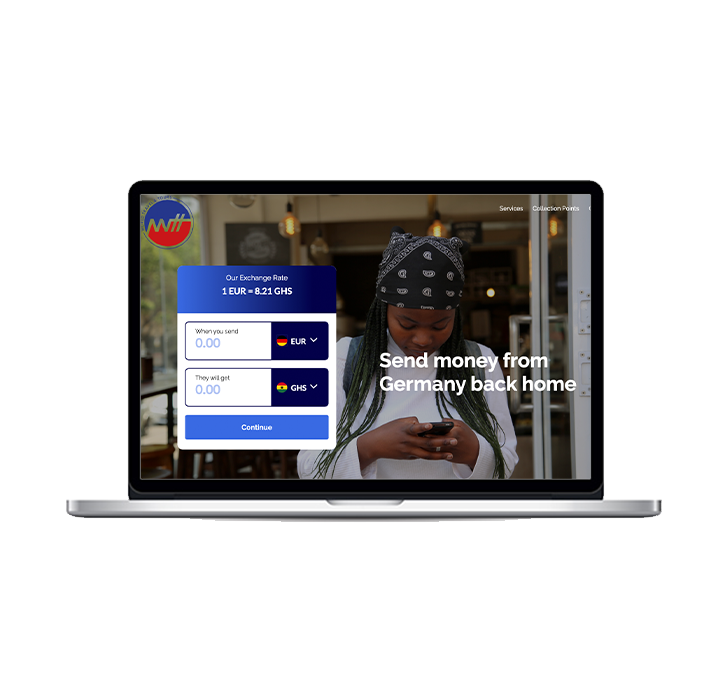 Services Collection Points
Our Exchange Rate
1 EUR = 8.21 GHS
When you send
0.00
EUR
They will get
0.00
GHS
Continue
Send money from
Germany back home